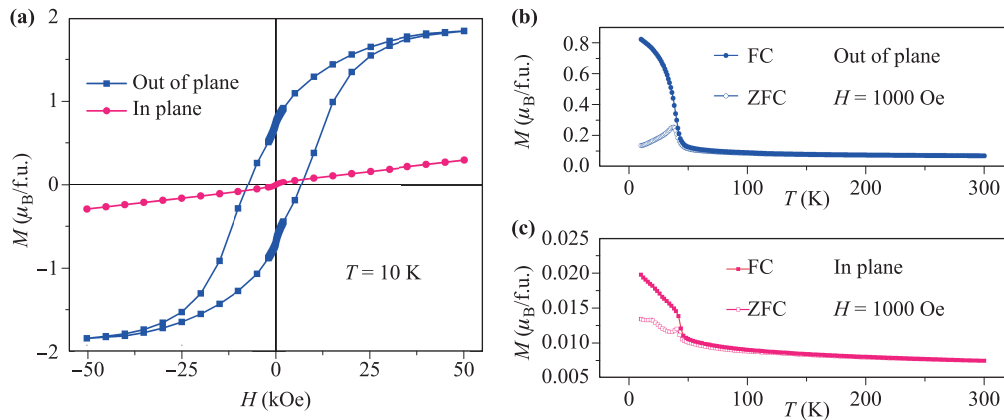 (a)
2
1
0
−1
−2
M (μB/f.u.)
Out of plane
In plane
T = 10 K
−50
−25
0
25
50
H (kOe)
(b)
0.8
0.6
0.4
0.2
0.0
M (μB/f.u.)
FC Out of plane
ZFC H = 1000 Oe
0
100
200
300
T (K)
(c)
0.025
0.020
0.015
0.010
0.005
M (μB/f.u.)
FC In plane
ZFC H = 1000 Oe
0
100
200
300
T (K)